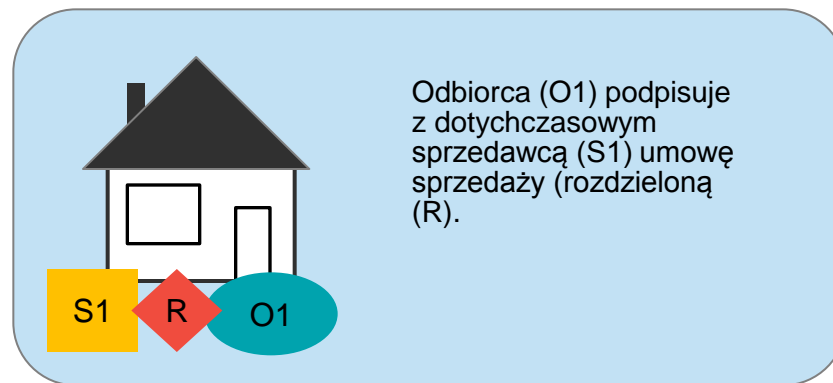 Odbiorca (O1) podpisuje
z dotychczasowym
sprzedawcą (S1) umowę
sprzedaży (rozdzieloną
(R).
S1
R
O1